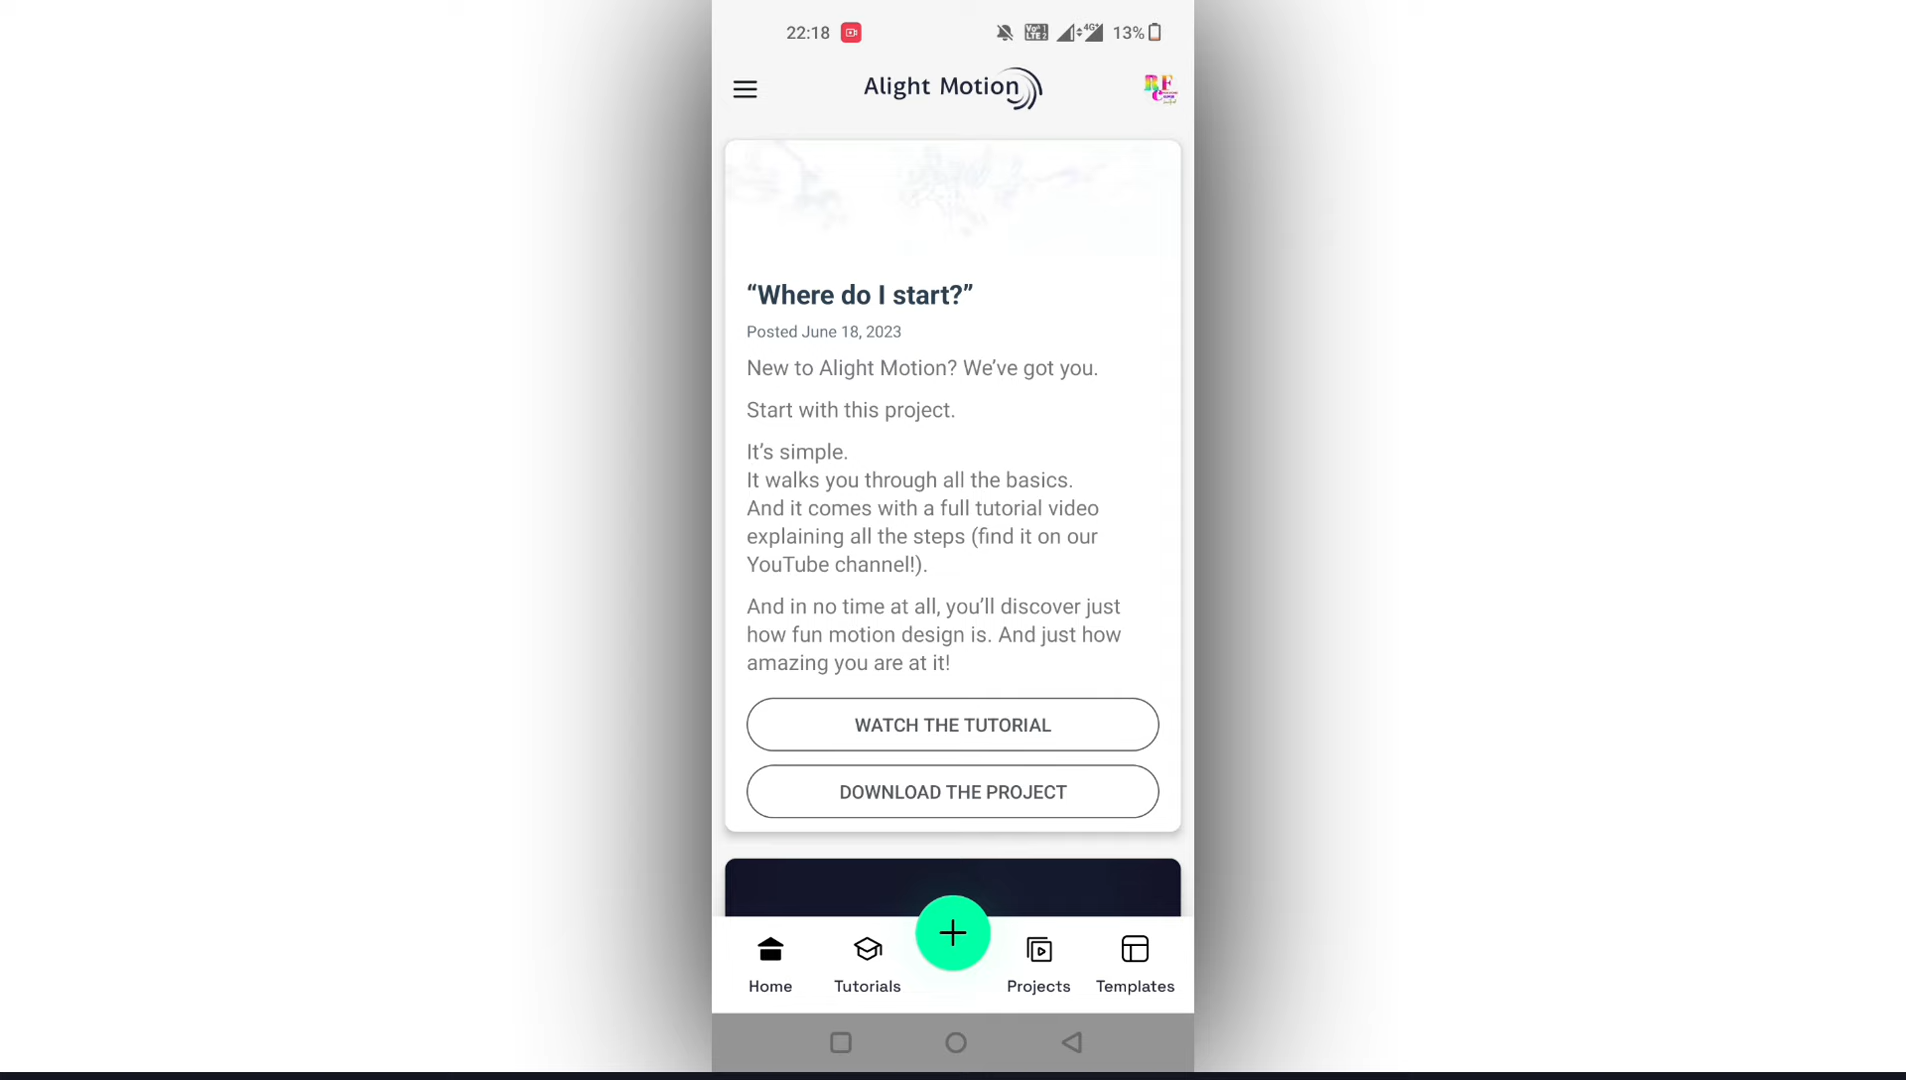 22:18
13%
Alight Motion
“Where do I start?”
Posted June 18, 2023
New to Alight Motion? We’ve got you.
Start with this project.
It’s simple.
It walks you through all the basics.
And it comes with a full tutorial video
explaining all the steps (find it on our
YouTube channel!).
And in no time at all, you’ll discover just
how fun motion design is. And just how
amazing you are at it!
WATCH THE TUTORIAL
DOWNLOAD THE PROJECT
Home Tutorials Projects Templates